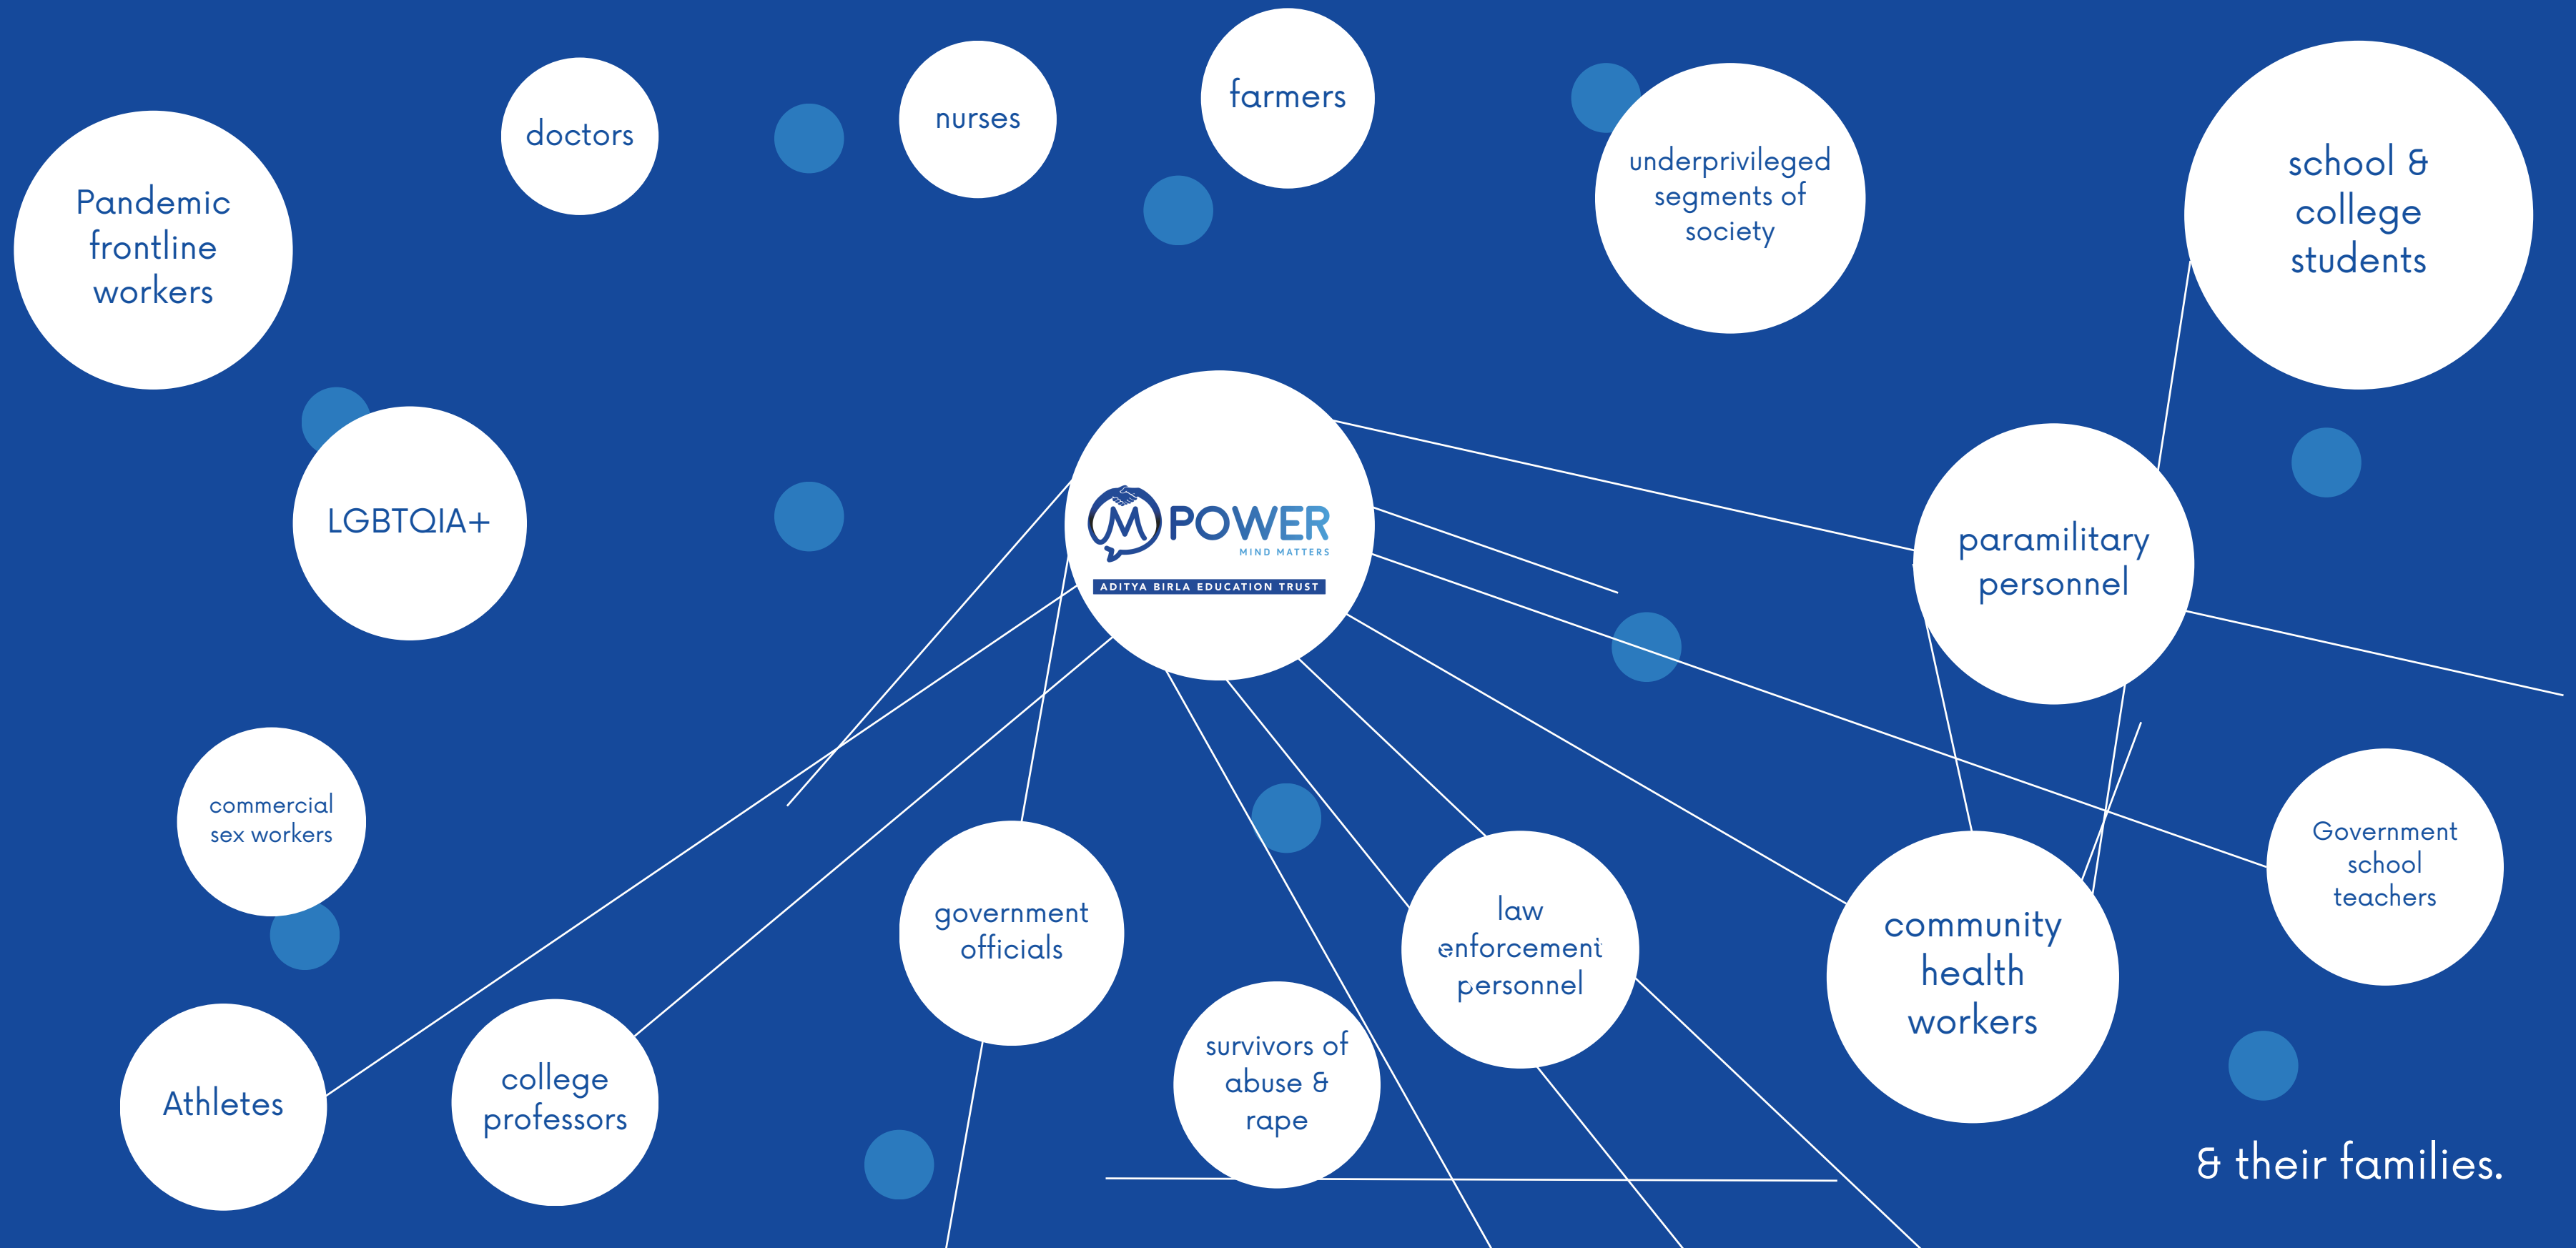 farmers
nurses
doctors
underprivileged
segments of
society
school &
college
students
Pandemic
frontline
workers
LGBTQIA+
M POWER
MIND MATTERS
ADITYA BIRLA EDUCATION TRUST
paramilitary
personnel
commercial
sex workers
Government
school
teachers
government
officials
law
enforcement
personnel
community
health
workers
survivors of
abuse &
rape
college
professors
Athletes
& their families.